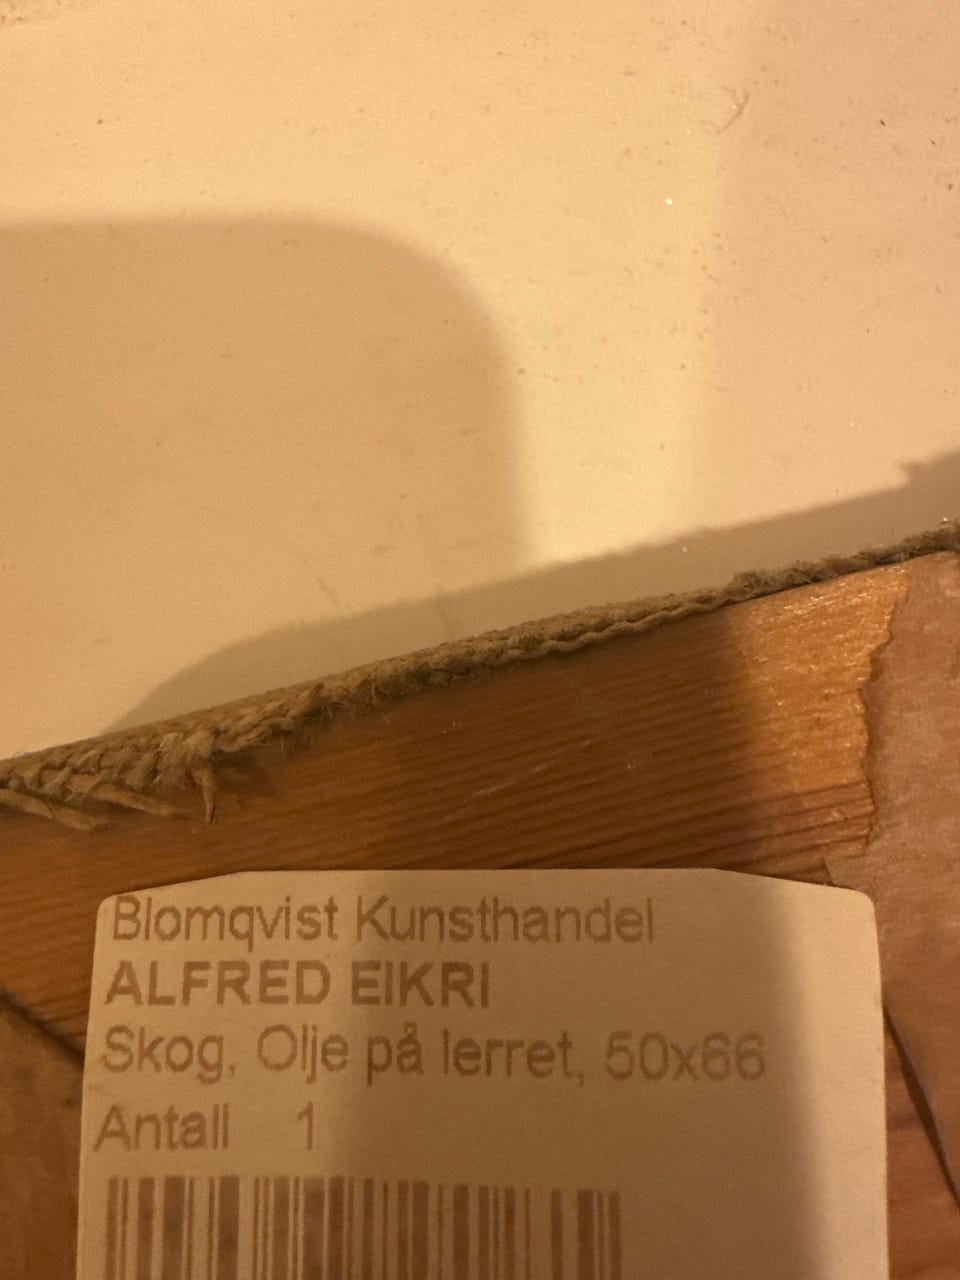 Blomqvist Kunsthandel
ALFRED EIKRI
Skog, Olje på lerret, 50x66
Antall 1